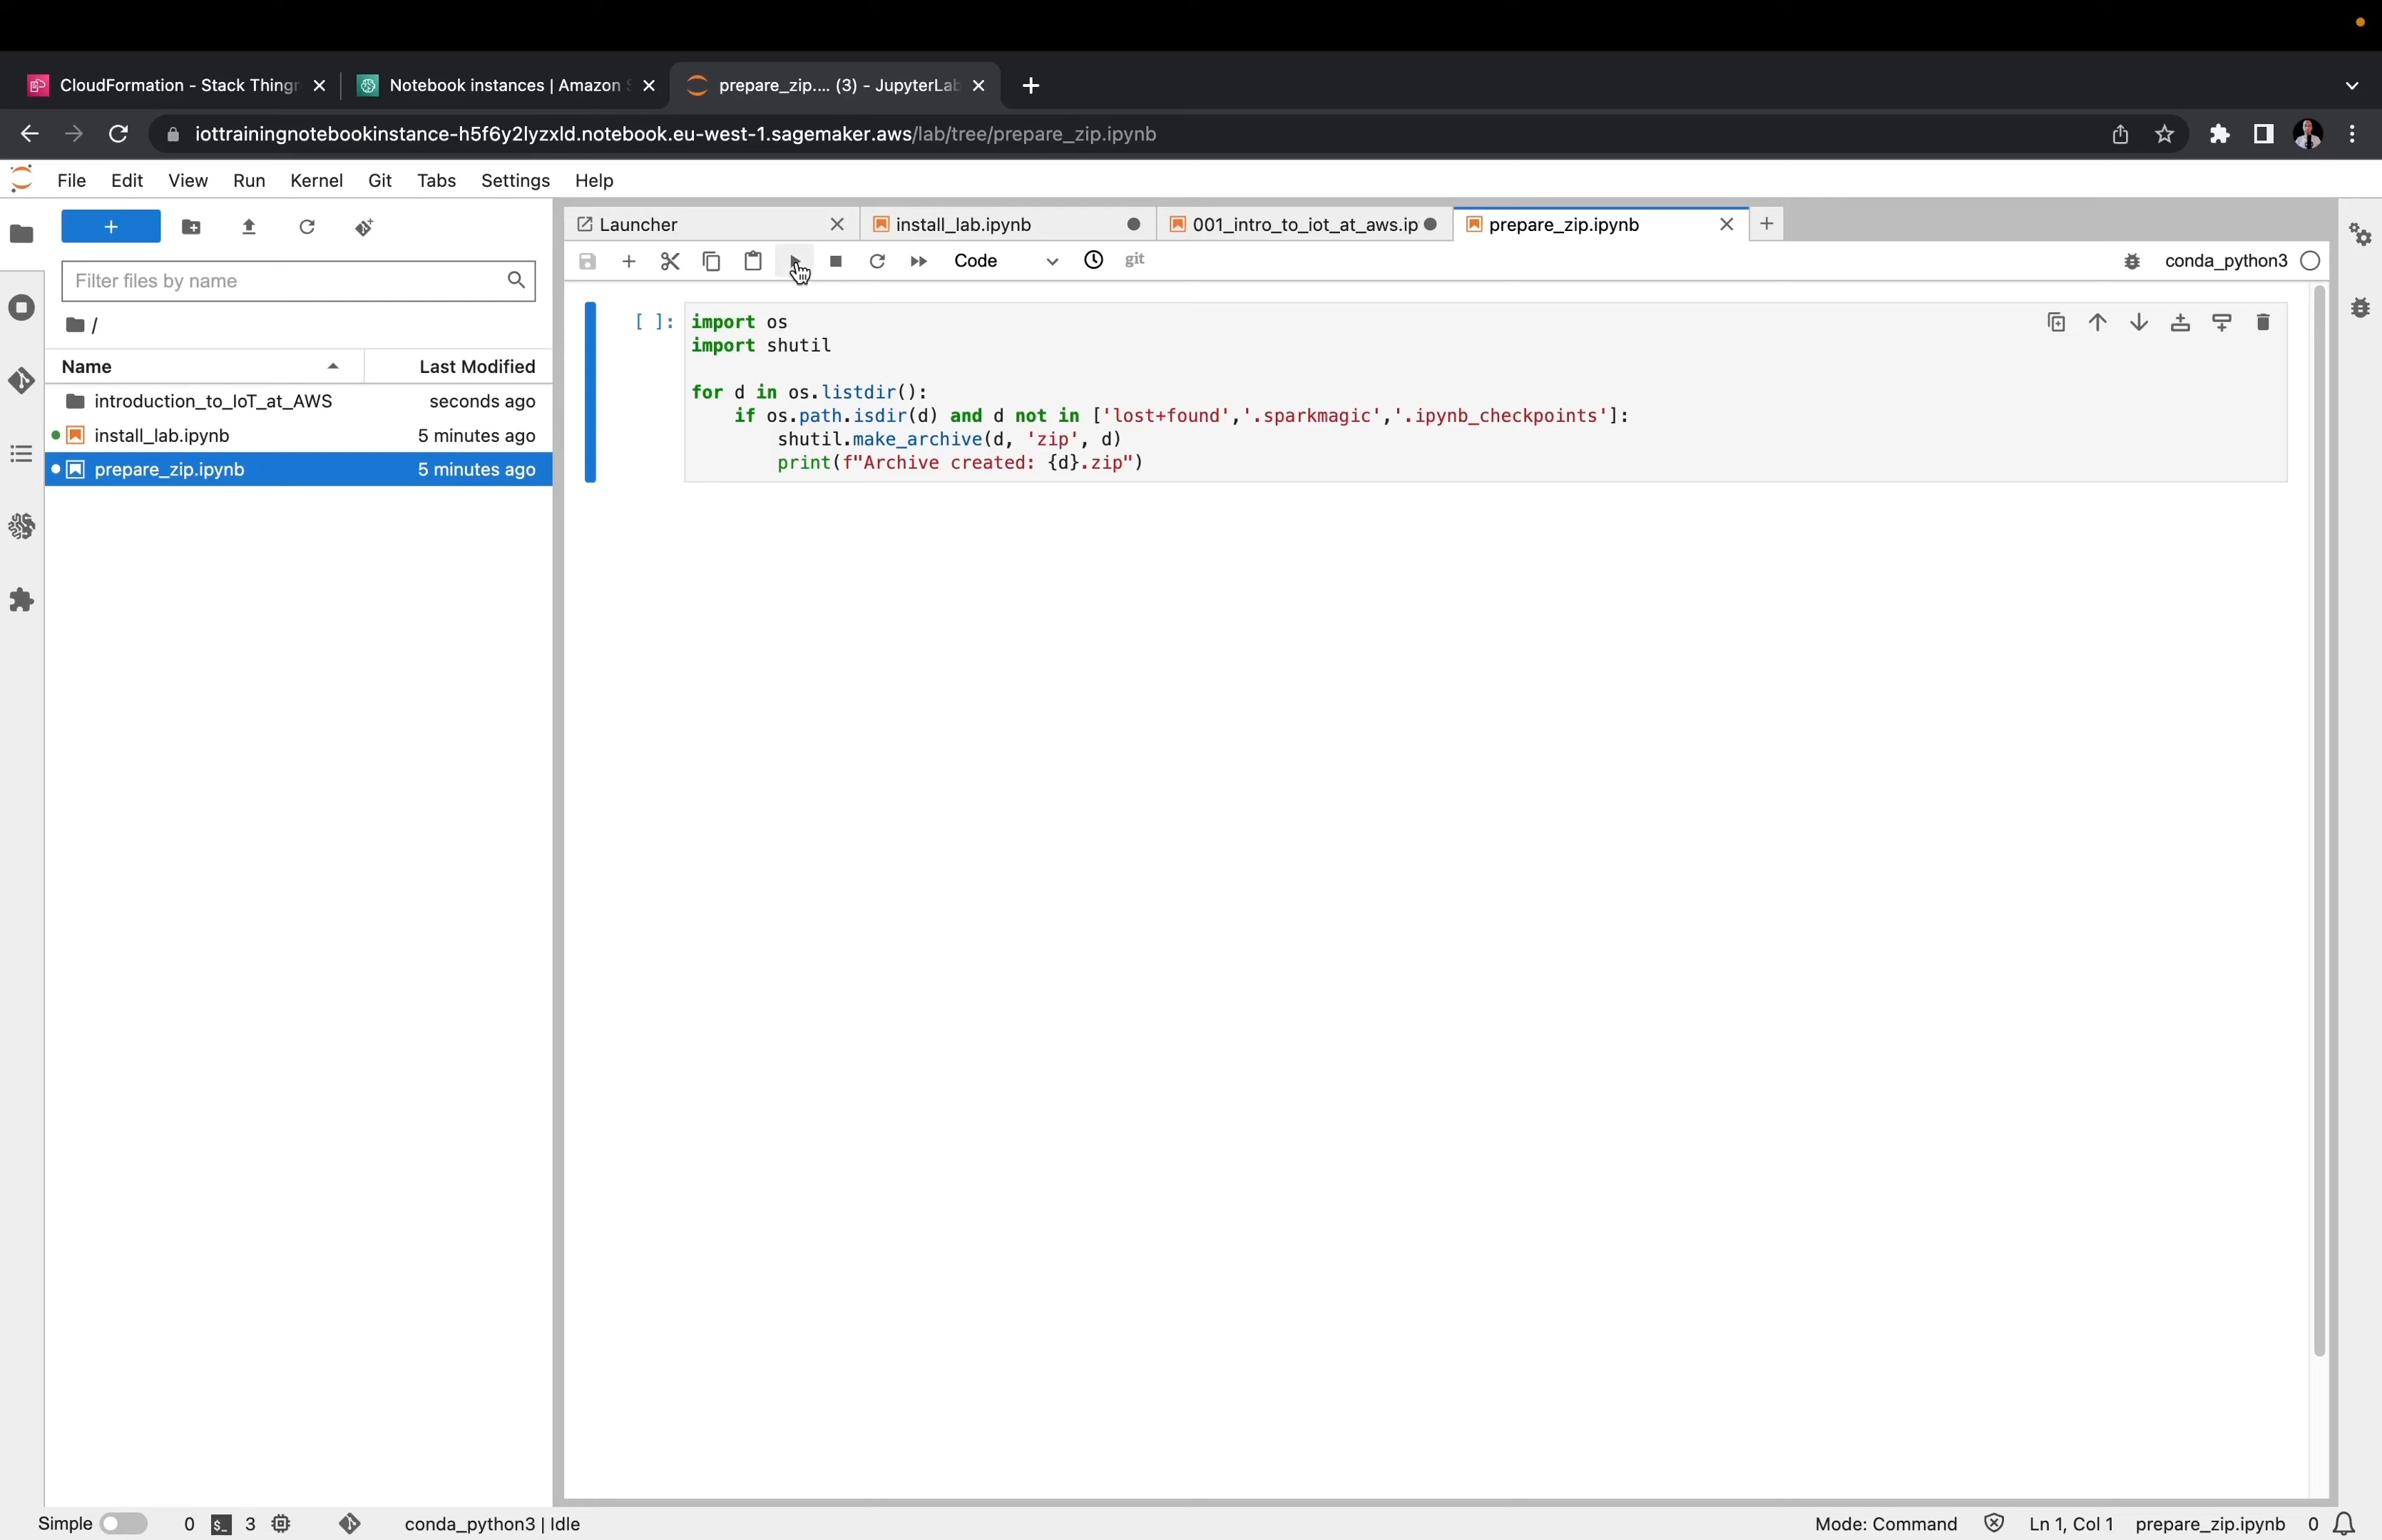 CloudFormation - Stack Thingr
Notebook instances | Amazon S
prepare_zip.... (3) - JupyterLab
iottrainingnotebookinstance-h5f6y2lyzxld.notebook.eu-west-1.sagemaker.aws/lab/tree/prepare_zip.ipynb
File Edit View Run Kernel Git Tabs Settings Help
Launcher
install_lab.ipynb
001_intro_to_iot_at_aws.ip
prepare_zip.ipynb
Code
git
conda_python3
Filter files by name
/
Name Last Modified
introduction_to_IoT_at_AWS seconds ago
install_lab.ipynb 5 minutes ago
prepare_zip.ipynb 5 minutes ago
[ ]: import os
import shutil
for d in os.listdir():
    if os.path.isdir(d) and d not in ['lost+found','.sparkmagic','.ipynb_checkpoints']:
        shutil.make_archive(d, 'zip', d)
        print(f"Archive created: {d}.zip")
Simple 0 $_ 3 conda_python3 | Idle Mode: Command Ln 1, Col 1 prepare_zip.ipynb 0